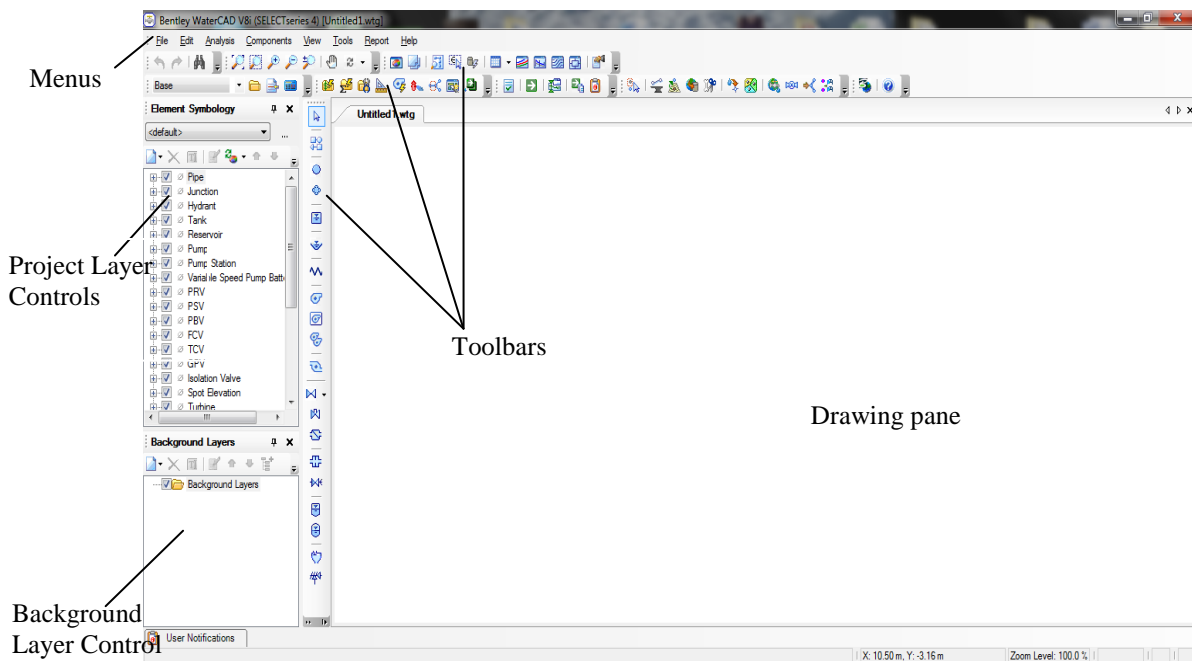 Bentley WaterCAD V8i (SELECTseries 4) [Untitled1.wtg]
File Edit Analysis Components View Tools Report Help
Menus
Base
Element Symbology
Untitled1.wtg
<default>
...
Pipe
Junction
Hydrant
Tank
Reservoir
Pump
Pump Station
Variable Speed Pump Batt
PRV
PSV
PBV
FCV
TCV
GPV
Isolation Valve
Spot Elevation
Turbine
Project Layer
Controls
Toolbars
Drawing pane
Background Layers
Background Layers
Background
Layer Control
User Notifications
X: 10.50 m, Y: -3.16 m
Zoom Level: 100.0 %